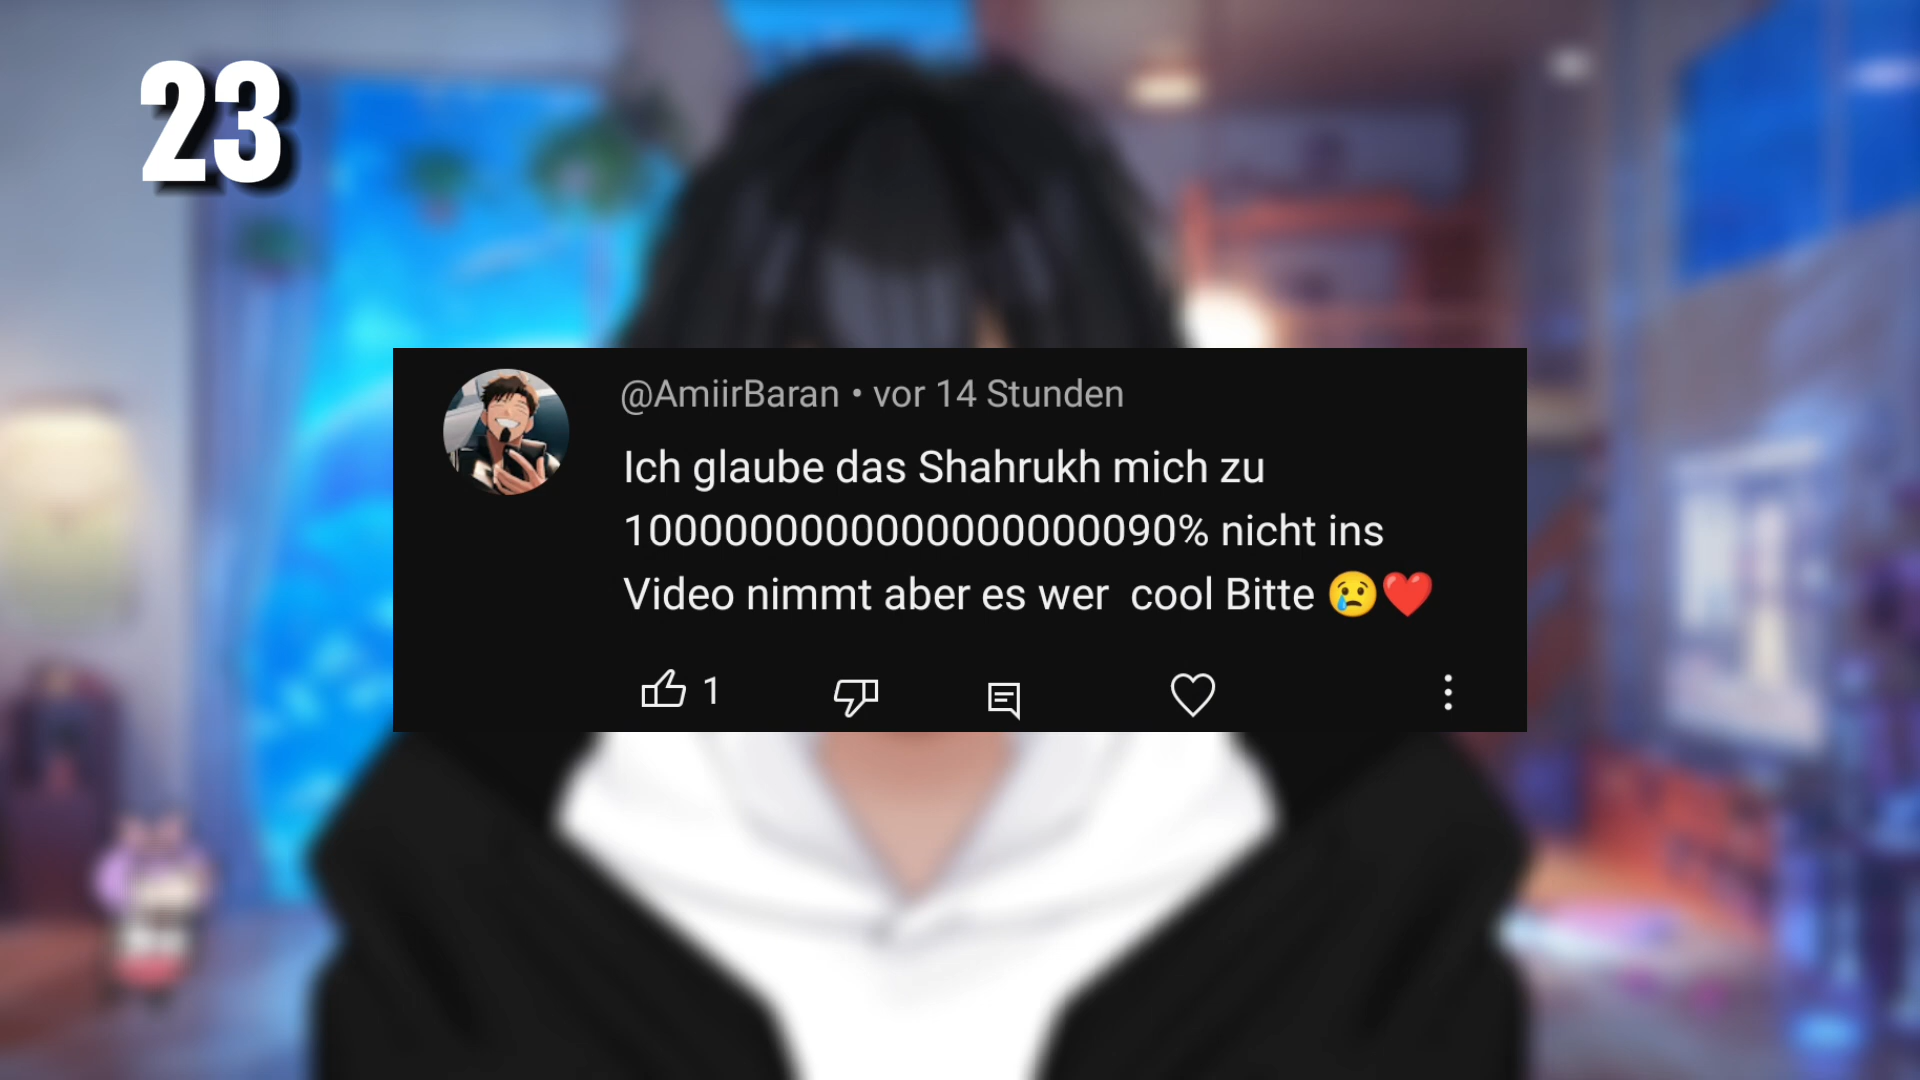 23
@AmiirBaran • vor 14 Stunden
Ich glaube das Shahrukh mich zu
10000000000000000000090% nicht ins
Video nimmt aber es wer  cool Bitte 😢❤️
1